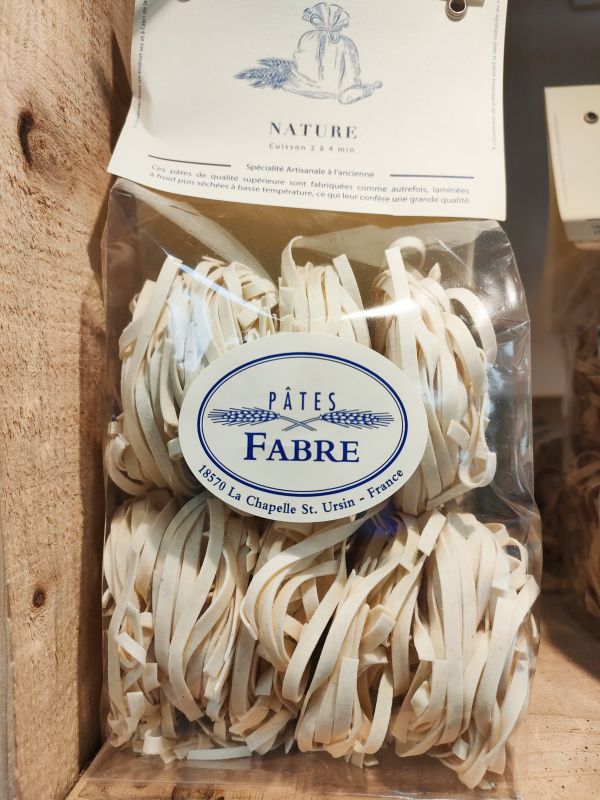 NATURE
Cuisson 2 à 4 min
Spécialité Artisanale à l'ancienne
Ces pâtes de qualité supérieure sont fabriquées comme autrefois, laminées
à froid puis séchées à basse température, ce qui leur confère une grande qualité.
PÂTES
FABRE
18570 La Chapelle St. Ursin - France